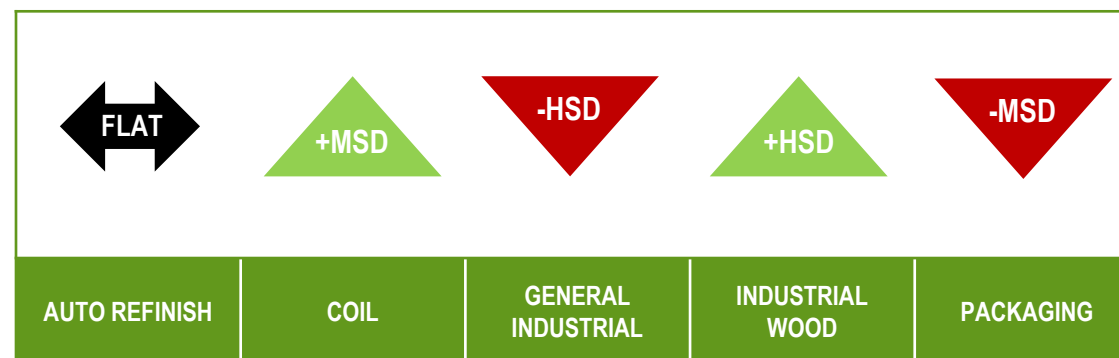 FLAT
+MSD
-HSD
+HSD
-MSD
AUTO REFINISH
COIL
GENERAL
INDUSTRIAL
INDUSTRIAL
WOOD
PACKAGING